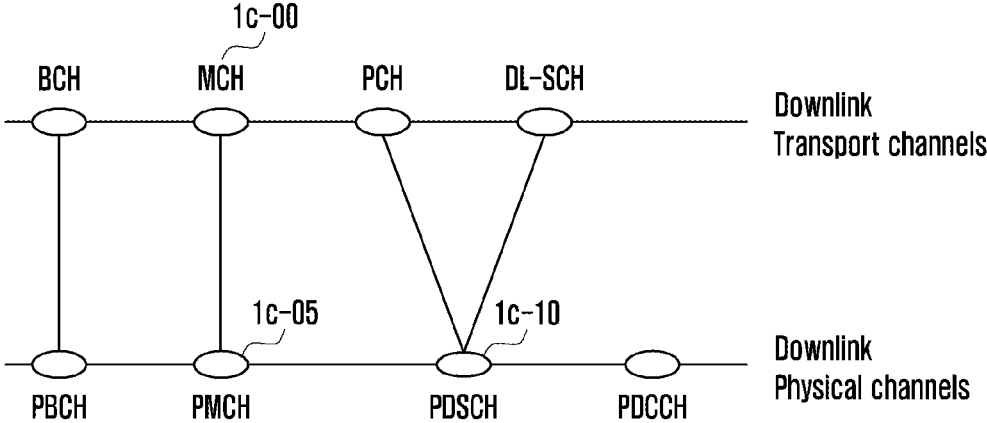 1c-00
BCH
MCH
PCH
DL-SCH
Downlink
Transport channels
1c-05
1c-10
Downlink
Physical channels
PBCH
PMCH
PDSCH
PDCCH